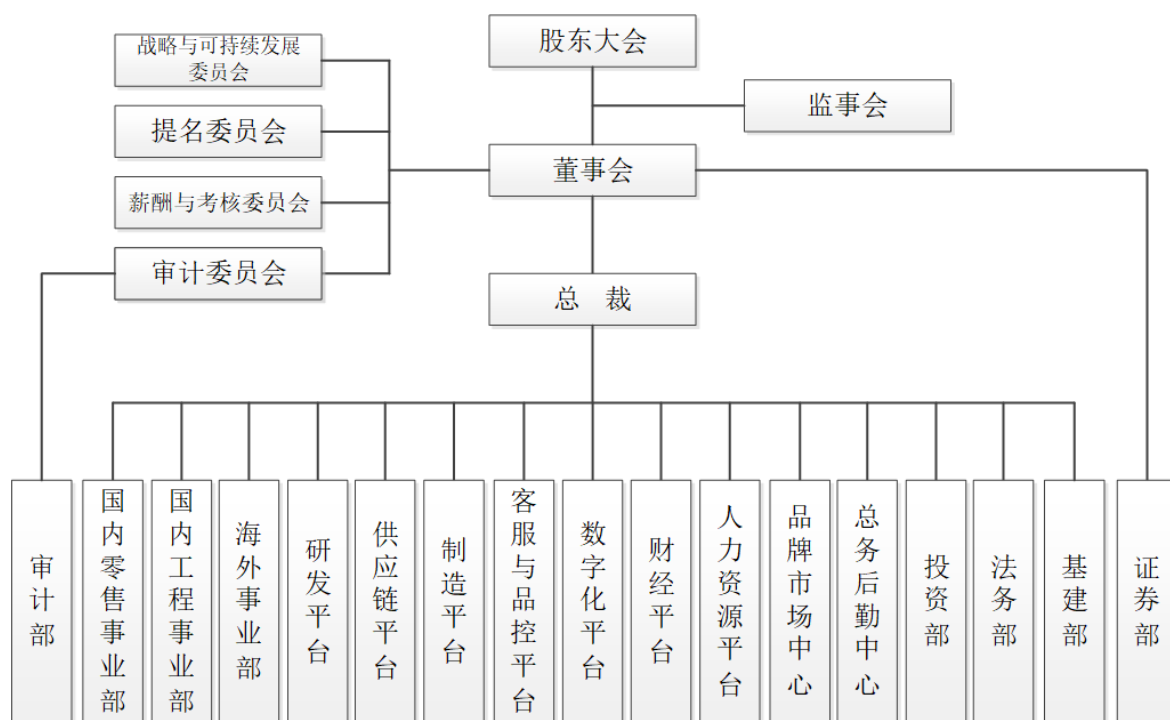 战略与可持续发展
委员会
股东大会
监事会
提名委员会
董事会
薪酬与考核委员会
审计委员会
总 裁
审计部
国内零售事业部
国内工程事业部
海外事业部
研发平台
供应链平台
制造平台
客服与品控平台
数字化平台
财经平台
人力资源平台
品牌市场中心
总务后勤中心
投资部
法务部
基建部
证券部